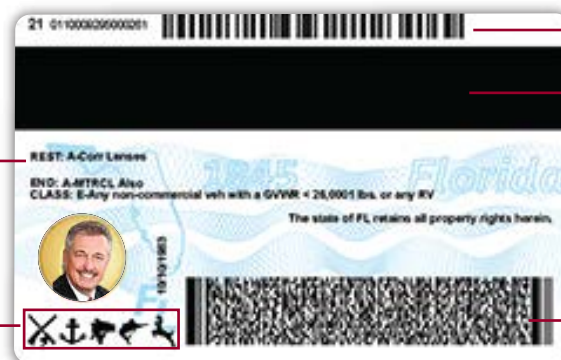 21 0110009295000261
REST: A-Corr Lenses
1845 Florida
END: A-MTRCL Also
CLASS: E-Any non-commercial veh with a GVWR < 26,0001 lbs. or any RV
The state of FL retains all property rights herein.
10/10/1963